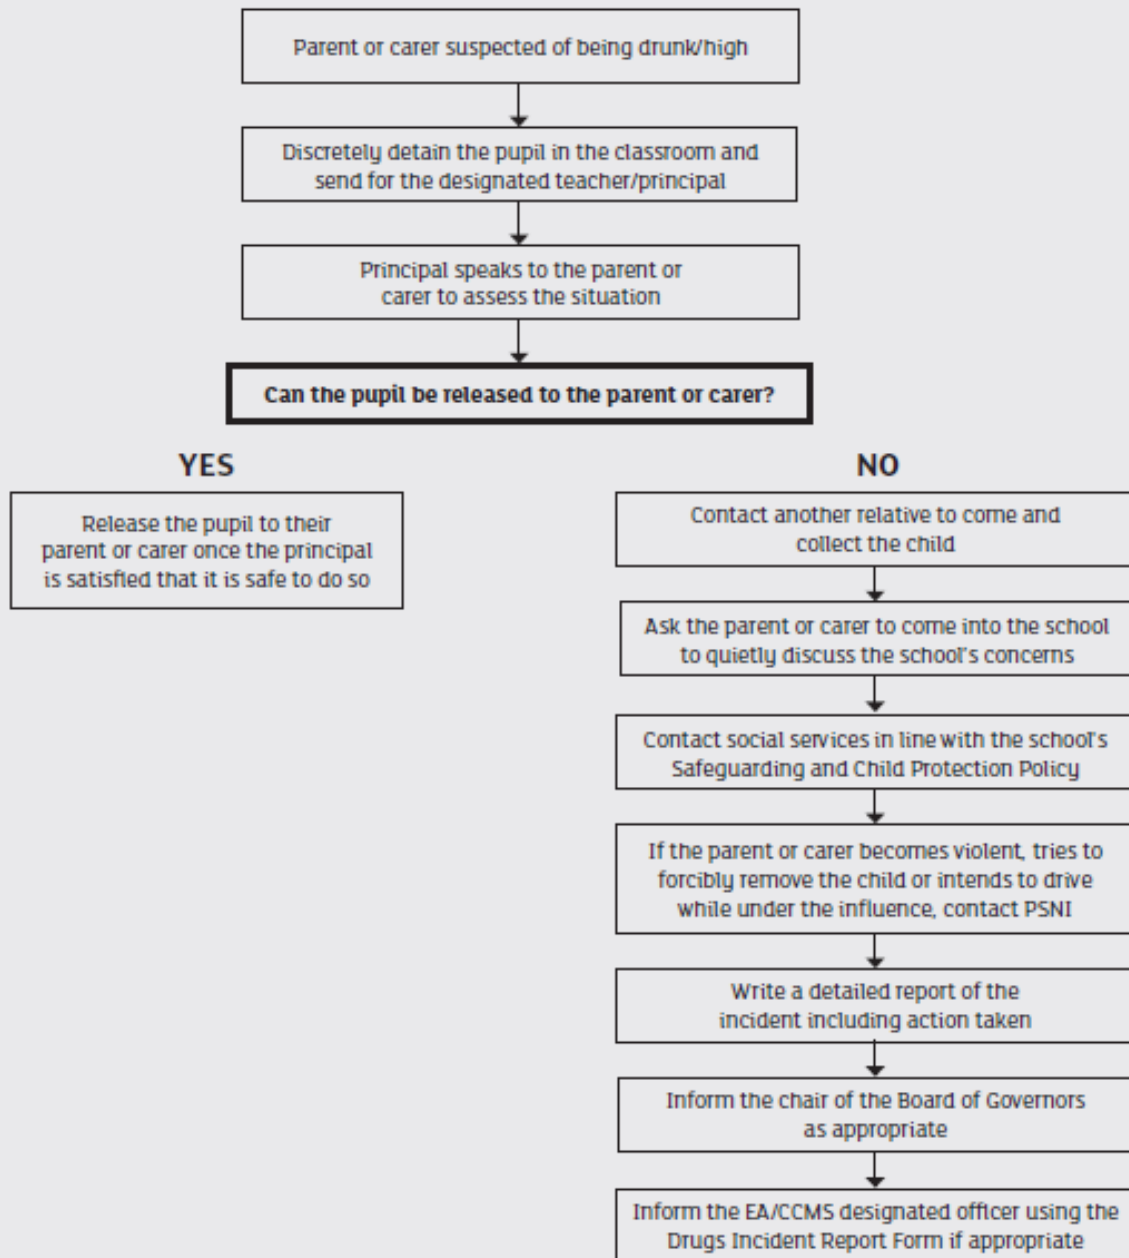 Parent or carer suspected of being drunk/high
Discretely detain the pupil in the classroom and
send for the designated teacher/principal
Principal speaks to the parent or
carer to assess the situation
Can the pupil be released to the parent or carer?
YES
Release the pupil to their
parent or carer once the principal
is satisfied that it is safe to do so
NO
Contact another relative to come and
collect the child
Ask the parent or carer to come into the school
to quietly discuss the school's concerns
Contact social services in line with the school's
Safeguarding and Child Protection Policy
If the parent or carer becomes violent, tries to
forcibly remove the child or intends to drive
while under the influence, contact PSNI
Write a detailed report of the
incident including action taken
Inform the chair of the Board of Governors
as appropriate
Inform the EA/CCMS designated officer using the
Drugs Incident Report Form if appropriate